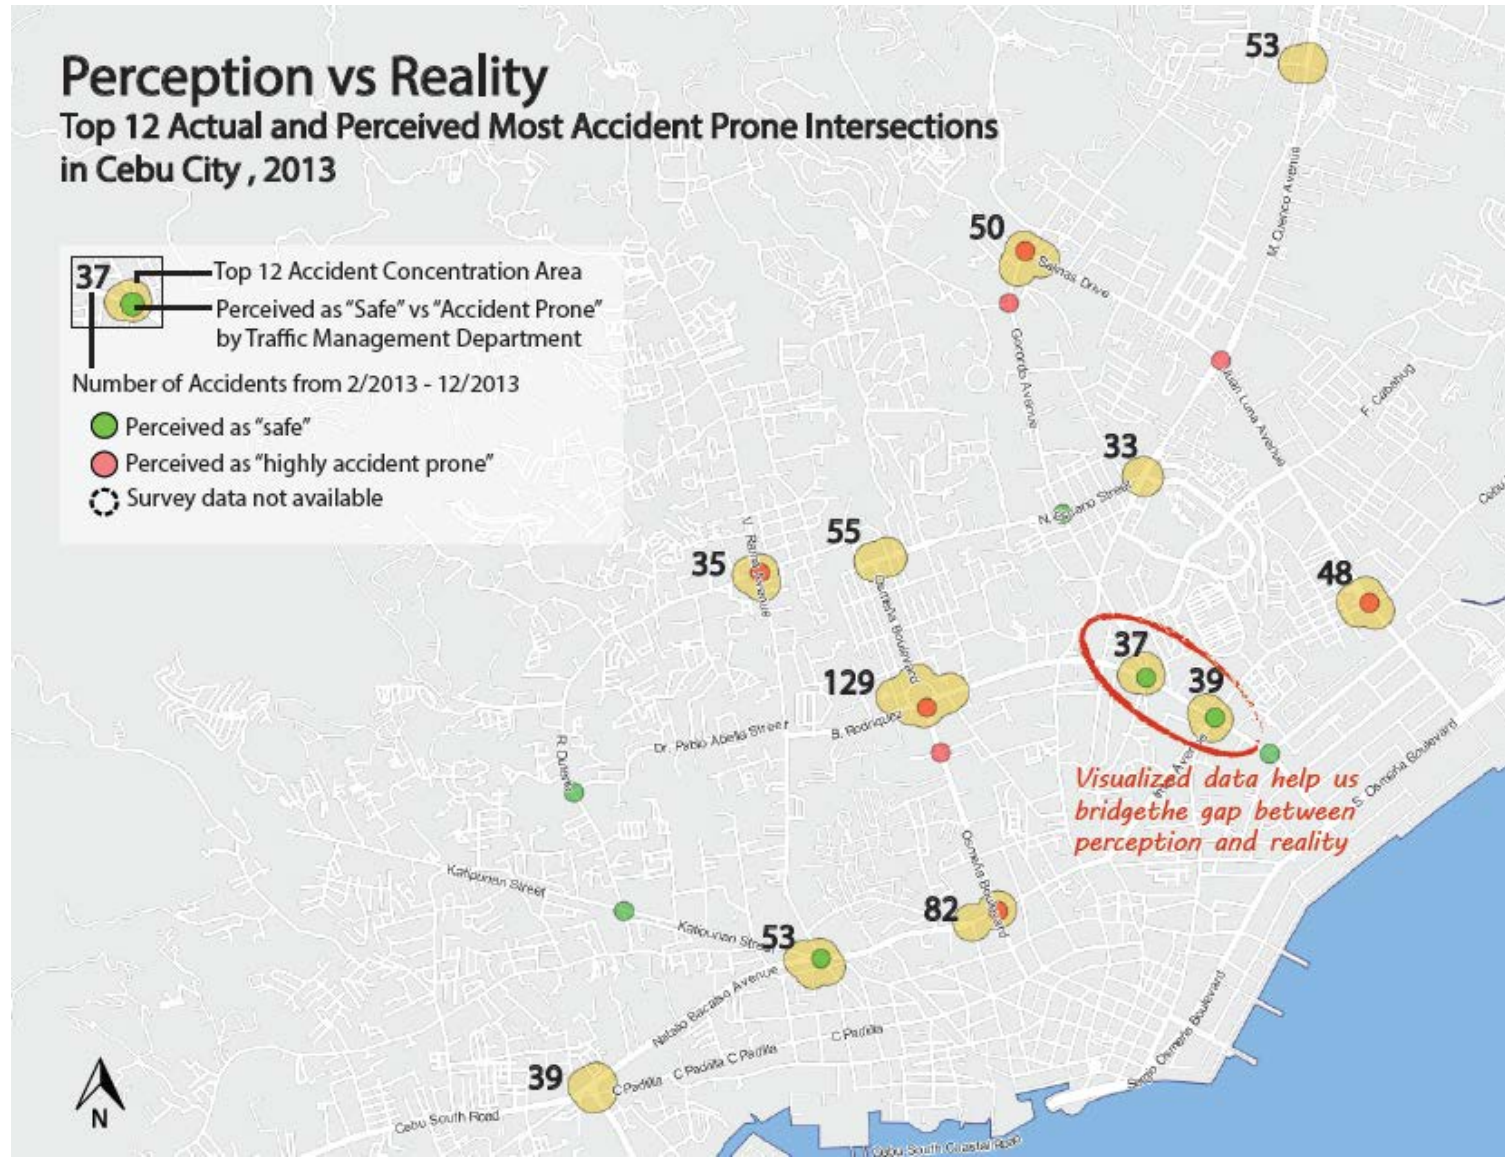 Perception vs Reality
Top 12 Actual and Perceived Most Accident Prone Intersections
in Cebu City , 2013
37
Top 12 Accident Concentration Area
Perceived as “Safe” vs “Accident Prone”
by Traffic Management Department
Number of Accidents from 2/2013 - 12/2013
Perceived as “safe”
Perceived as “highly accident prone”
Survey data not available
53
M. Cuenco Avenue
50
Salinas Drive
Gorordo Avenue
Juan Luna Avenue
F. Cabahug
33
N. Street
Cebu
55
V. Rama Avenue
35
Osmeña Boulevard
48
37
39
129
B. Rodriguez
Dr. Pablo Abella Street
R. Duterte
Avenue
S. Osmeña Boulevard
Visualized data help us
bridgethe gap between
perception and reality
Osmeña Boulevard
Katipunan Street
82
Katipunan Street
53
Natalio Bacalso Avenue
C Padilla
C Padilla C Padilla
C Padilla
Sergio Osmeña Boulevard
39
Cebu South Road
Cebu South Coastal Road
N